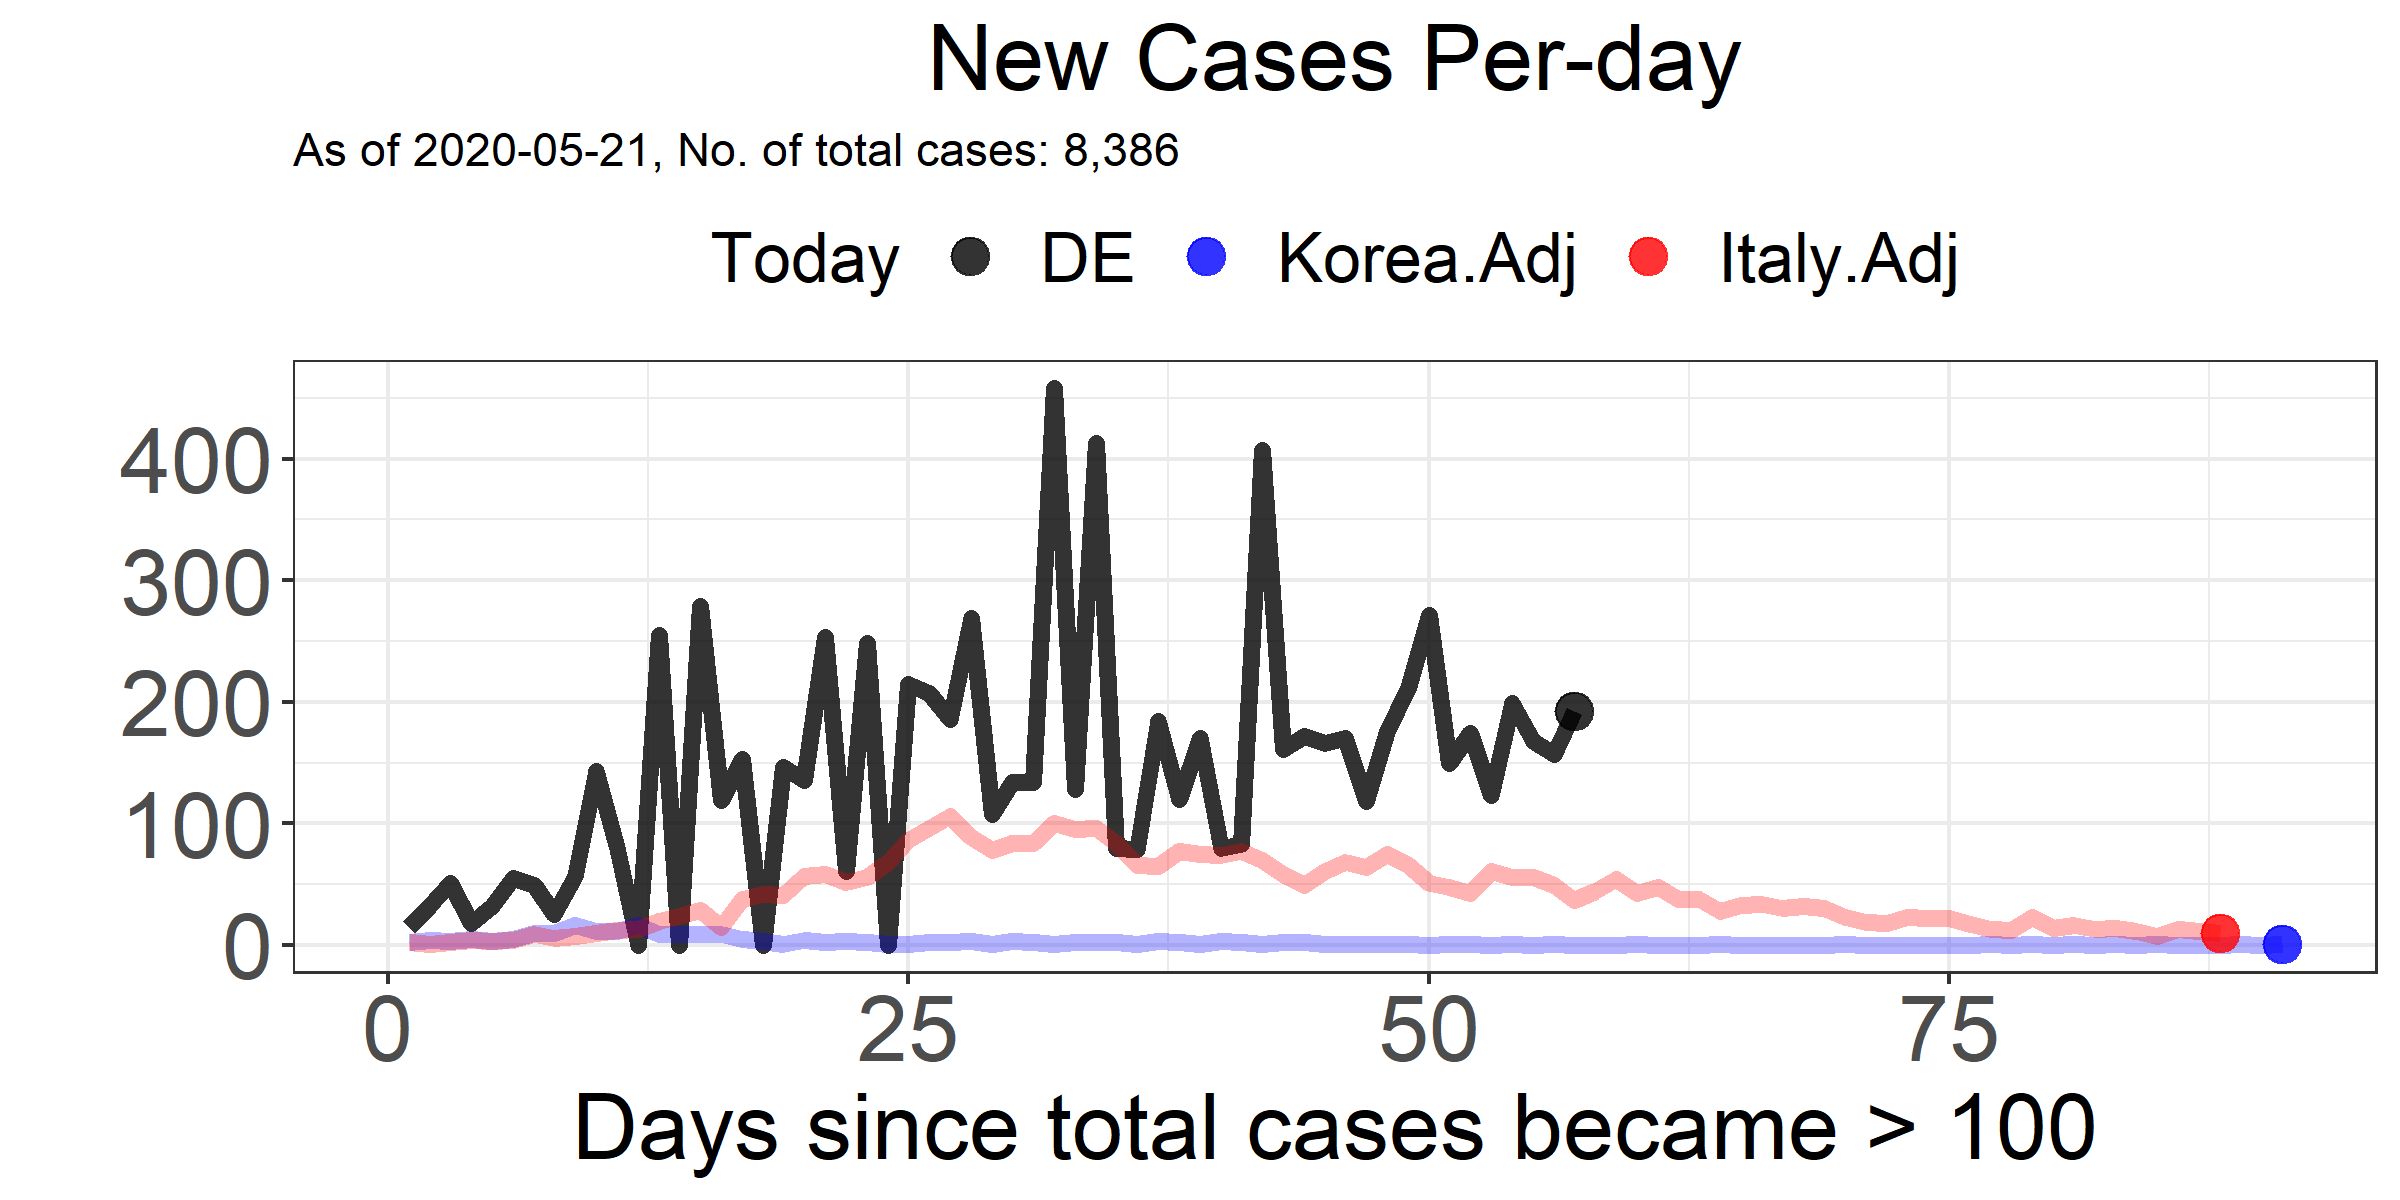 New Cases Per-day
As of 2020-05-21, No. of total cases: 8,386
Today DE Korea.Adj Italy.Adj
400
300
200
100
0
0 25 50 75
Days since total cases became > 100